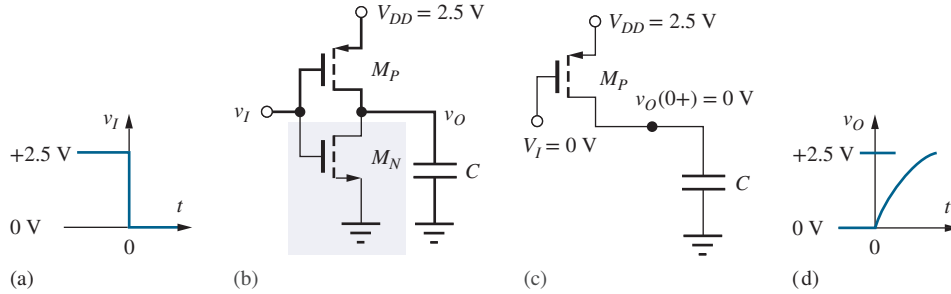 v_I
+2.5 V
0 V
t
0
(a)
V_DD = 2.5 V
M_P
v_I
v_O
M_N
C
(b)
V_DD = 2.5 V
M_P
v_O(0+) = 0 V
V_I = 0 V
C
(c)
v_O
+2.5 V
0 V
0
t
(d)